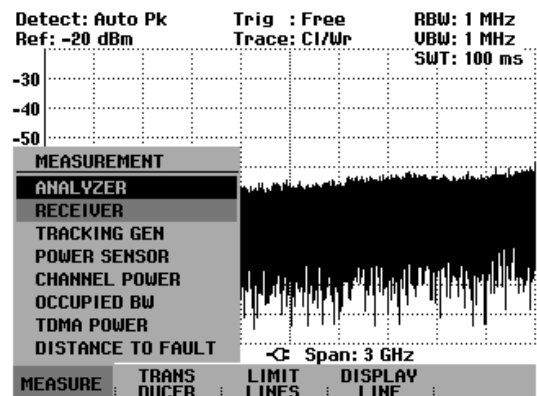 Detect: Auto Pk Trig : Free RBW: 1 MHz
Ref: -20 dBm Trace: Cl/Wr VBW: 1 MHz
SWT: 100 ms
-30
-40
-50
MEASUREMENT
ANALYZER
RECEIVER
TRACKING GEN
POWER SENSOR
CHANNEL POWER
OCCUPIED BW
TDMA POWER
DISTANCE TO FAULT
Span: 3 GHz
MEASURE
TRANS
DUCER
LIMIT
LINES
DISPLAY
LINE